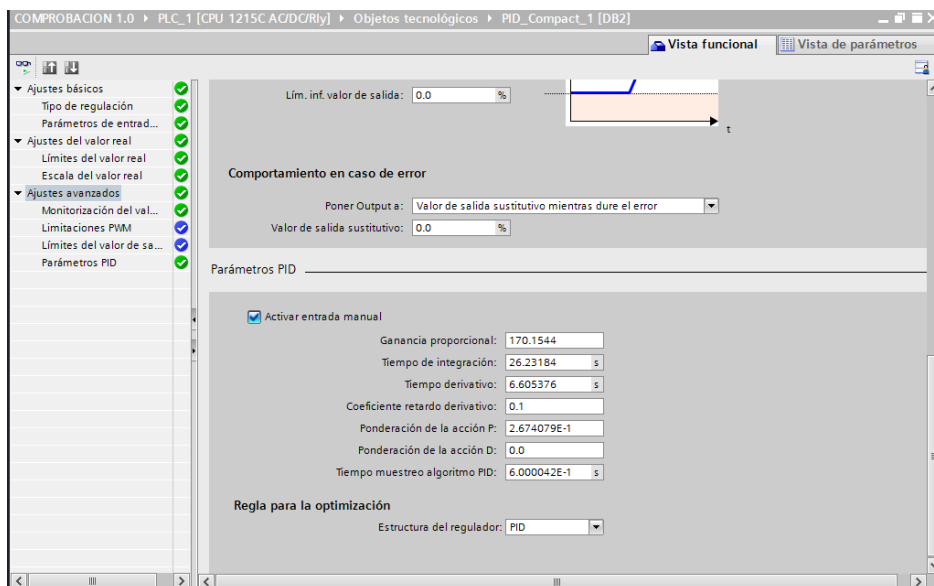 COMPROBACION 1.0 ▸ PLC_1 [CPU 1215C AC/DC/Rly] ▸ Objetos tecnológicos ▸ PID_Compact_1 [DB2]
Vista funcional
Vista de parámetros
Ajustes básicos
Tipo de regulación
Parámetros de entrad...
Ajustes del valor real
Límites del valor real
Escala del valor real
Ajustes avanzados
Monitorización del val...
Limitaciones PWM
Límites del valor de sa...
Parámetros PID
Lím. inf. valor de salida: 0.0 %
t
Comportamiento en caso de error
Poner Output a: Valor de salida sustitutivo mientras dure el error
Valor de salida sustitutivo: 0.0 %
Parámetros PID
Activar entrada manual
Ganancia proporcional: 170.1544
Tiempo de integración: 26.23184 s
Tiempo derivativo: 6.605376 s
Coeficiente retardo derivativo: 0.1
Ponderación de la acción P: 2.674079E-1
Ponderación de la acción D: 0.0
Tiempo muestreo algoritmo PID: 6.000042E-1 s
Regla para la optimización
Estructura del regulador: PID